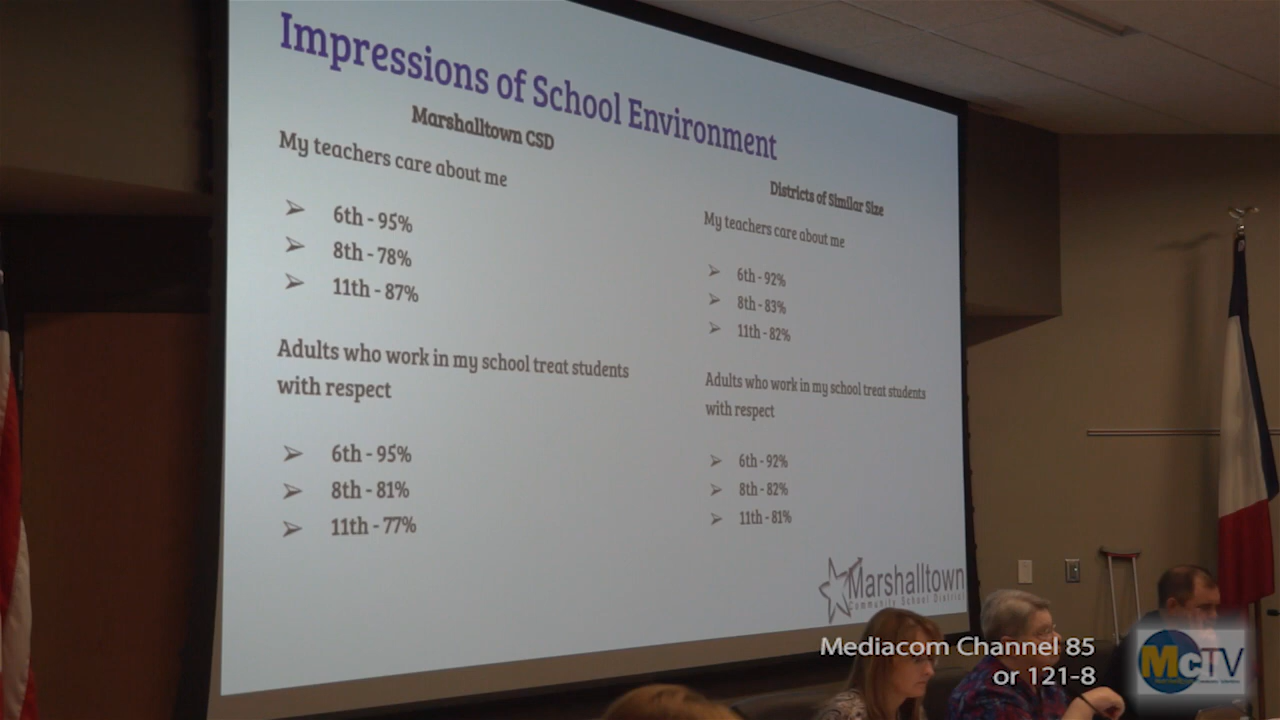 Impressions of School Environment
Marshalltown CSD
My teachers care about me
➢ 6th - 95%
➢ 8th - 78%
➢ 11th - 87%
Adults who work in my school treat students
with respect
➢ 6th - 95%
➢ 8th - 81%
➢ 11th - 77%
Districts of Similar Size
My teachers care about me
➢ 6th - 92%
➢ 8th - 83%
➢ 11th - 82%
Adults who work in my school treat students
with respect
➢ 6th - 92%
➢ 8th - 82%
➢ 11th - 81%
Marshalltown
Community School District
Mediacom Channel 85
or 121-8
McTV